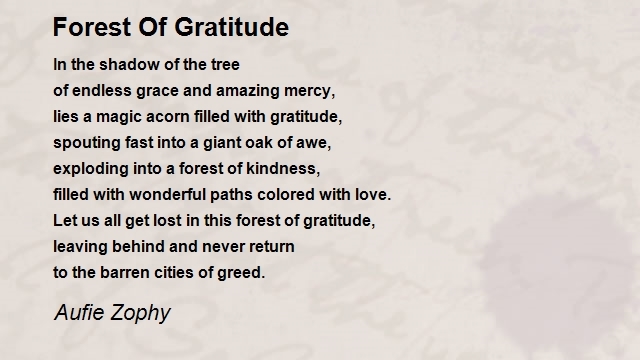 Forest Of Gratitude
In the shadow of the tree
of endless grace and amazing mercy,
lies a magic acorn filled with gratitude,
spouting fast into a giant oak of awe,
exploding into a forest of kindness,
filled with wonderful paths colored with love.
Let us all get lost in this forest of gratitude,
leaving behind and never return
to the barren cities of greed.
Aufie Zophy